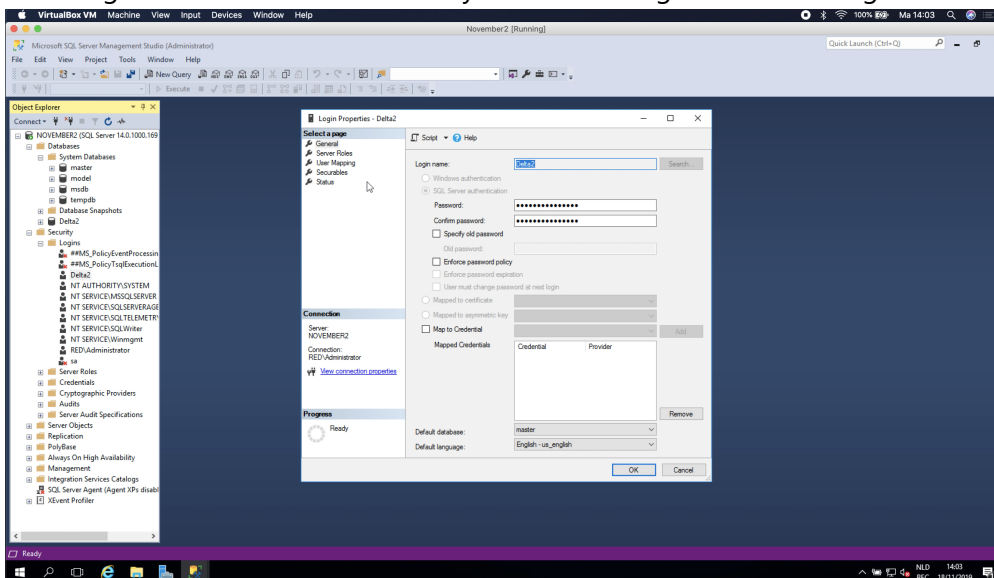 VirtualBox VM Machine View Input Devices Window Help
100% Ma 14:03
November2 [Running]
Microsoft SQL Server Management Studio (Administrator)
Quick Launch (Ctrl+Q)
File Edit View Project Tools Window Help
New Query
Execute
Object Explorer
Connect
NOVEMBER2 (SQL Server 14.0.1000.169
Databases
System Databases
master
model
msdb
tempdb
Database Snapshots
Delta2
Security
Logins
##MS_PolicyEventProcessin
##MS_PolicyTsqlExecutionL
Delta2
NT AUTHORITY\SYSTEM
NT SERVICE\MSSQLSERVER
NT SERVICE\SQLSERVERAGE
NT SERVICE\SQLTELEMETRY
NT SERVICE\SQLWriter
NT SERVICE\Winmgmt
RED\Administrator
sa
Server Roles
Credentials
Cryptographic Providers
Audits
Server Audit Specifications
Server Objects
Replication
PolyBase
Always On High Availability
Management
Integration Services Catalogs
SQL Server Agent (Agent XPs disabl
XEvent Profiler
Login Properties - Delta2
Select a page
General
Server Roles
User Mapping
Securables
Status
Script Help
Login name: Delta2 Search...
Windows authentication
SQL Server authentication
Password: ●●●●●●●●●●●●●●●
Confirm password: ●●●●●●●●●●●●●●●
Specify old password
Old password:
Enforce password policy
Enforce password expiration
User must change password at next login
Mapped to certificate
Mapped to asymmetric key
Map to Credential Add
Mapped Credentials Credential Provider
Remove
Default database: master
Default language: English - us_english
Connection
Server:
NOVEMBER2
Connection:
RED\Administrator
View connection properties
Progress
Ready
OK Cancel
Ready
NLD 14:03
BEC 18/11/2019